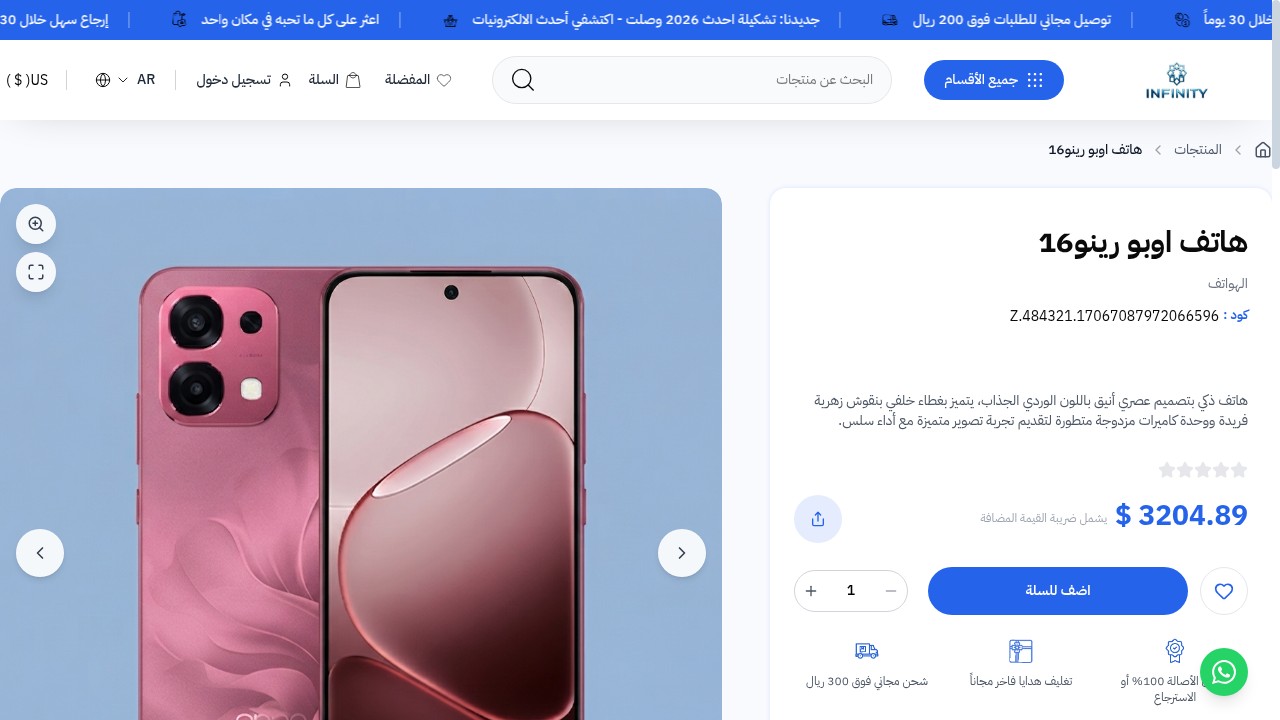 خلال 30 يوماً
توصيل مجاني للطلبات فوق 200 ريال
جديدنا: تشكيلة احدث 2026 وصلت - اكتشفي أحدث الالكترونيات
اعثر على كل ما تحبه في مكان واحد
إرجاع سهل خلال 30
INFINITY
جميع الأقسام
البحث عن منتجات
المفضلة
السلة
تسجيل دخول
AR
( $ )US
المنتجات
هاتف اوبو رينو16
هاتف اوبو رينو16
الهواتف
كود : Z.484321.17067087972066596
هاتف ذكي بتصميم عصري أنيق باللون الوردي الجذاب، يتميز بغطاء خلفي بنقوش زهرية
فريدة ووحدة كاميرات مزدوجة متطورة لتقديم تجربة تصوير متميزة مع أداء سلس.
3204.89 $ يشمل ضريبة القيمة المضافة
اضف للسلة
1
الأصالة 100% أو
الاسترجاع
تغليف هدايا فاخر مجاناً
شحن مجاني فوق 300 ريال